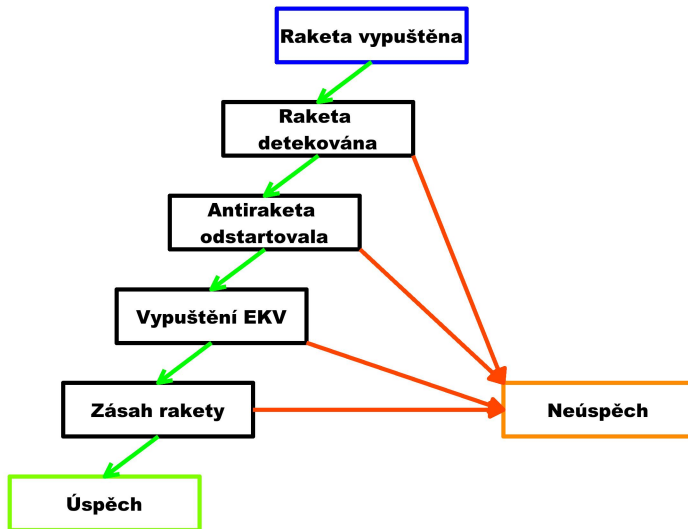 Raketa vypuštěna
Raketa
detekována
Antiraketa
odstartovala
Vypuštění EKV
Zásah rakety
Neúspěch
Úspěch